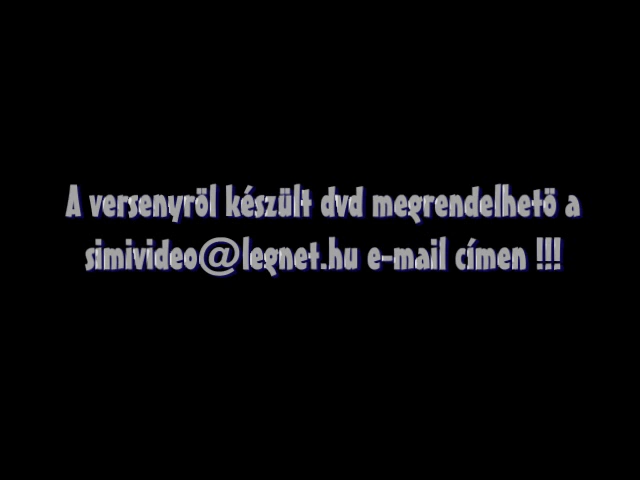 A versenyröl készült dvd megrendelhetö a
simivideo@legnet.hu e-mail címen !!!